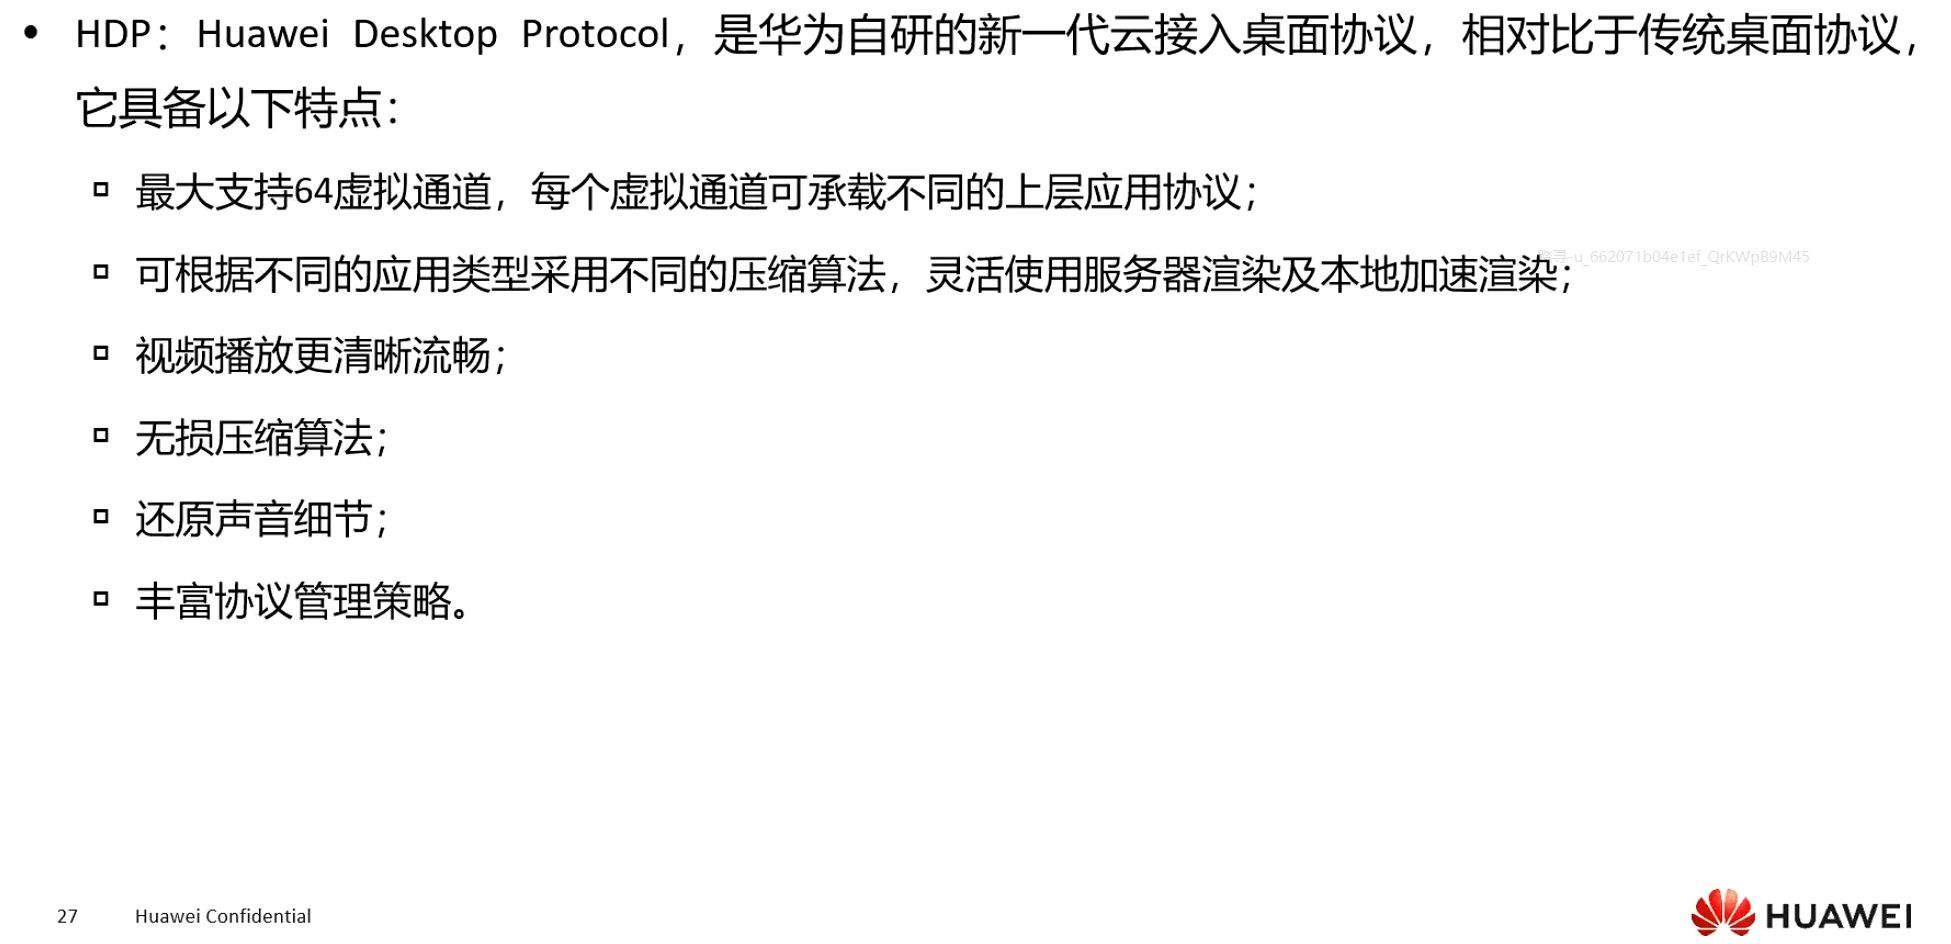 • HDP：Huawei Desktop Protocol，是华为自研的新一代云接入桌面协议，相对比于传统桌面协议，
它具备以下特点：
最大支持64虚拟通道，每个虚拟通道可承载不同的上层应用协议；
可根据不同的应用类型采用不同的压缩算法，灵活使用服务器渲染及本地加速渲染；
-u_662071b04e1ef_QrKWpB9M45
视频播放更清晰流畅；
无损压缩算法；
还原声音细节；
丰富协议管理策略。
27 Huawei Confidential
HUAWEI